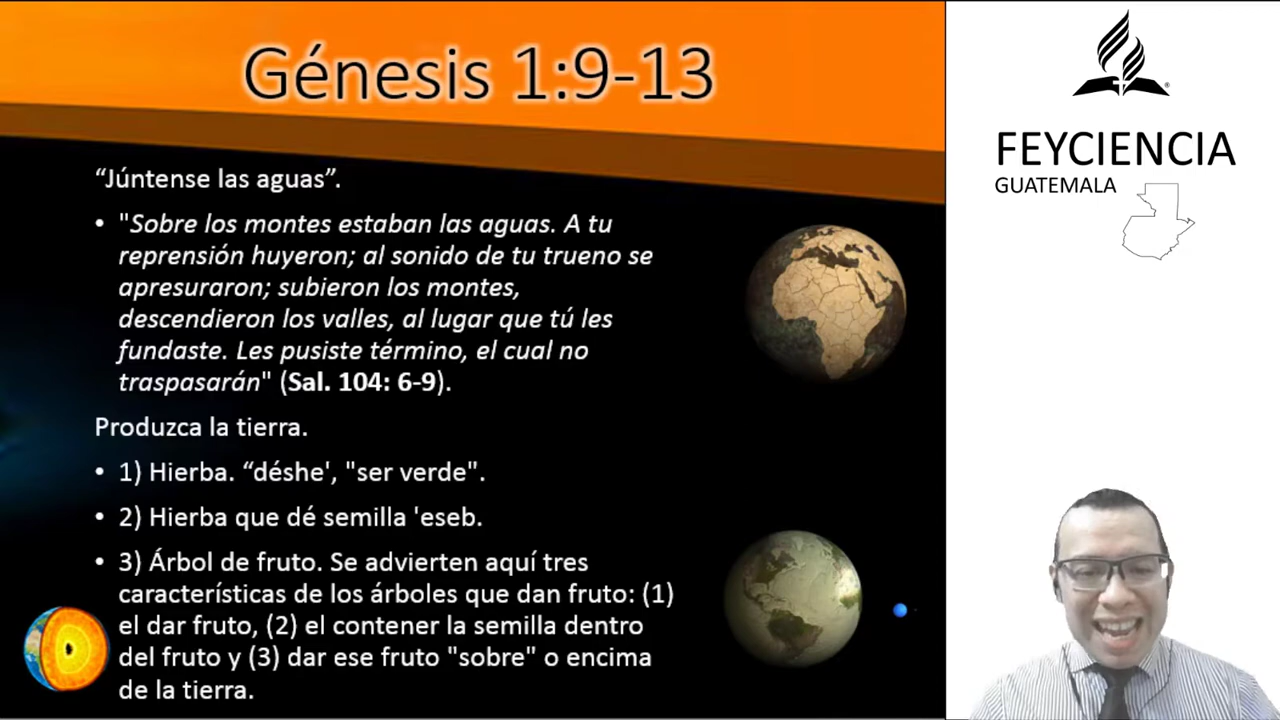 Génesis 1:9-13
“Júntense las aguas”.
• "Sobre los montes estaban las aguas. A tu
reprensión huyeron; al sonido de tu trueno se
apresuraron; subieron los montes,
descendieron los valles, al lugar que tú les
fundaste. Les pusiste término, el cual no
traspasarán" (Sal. 104: 6-9).
Produzca la tierra.
• 1) Hierba. “déshe', "ser verde".
• 2) Hierba que dé semilla 'eseb.
• 3) Árbol de fruto. Se advierten aquí tres
características de los árboles que dan fruto: (1)
el dar fruto, (2) el contener la semilla dentro
del fruto y (3) dar ese fruto "sobre" o encima
de la tierra.
®
FEYCIENCIA
GUATEMALA